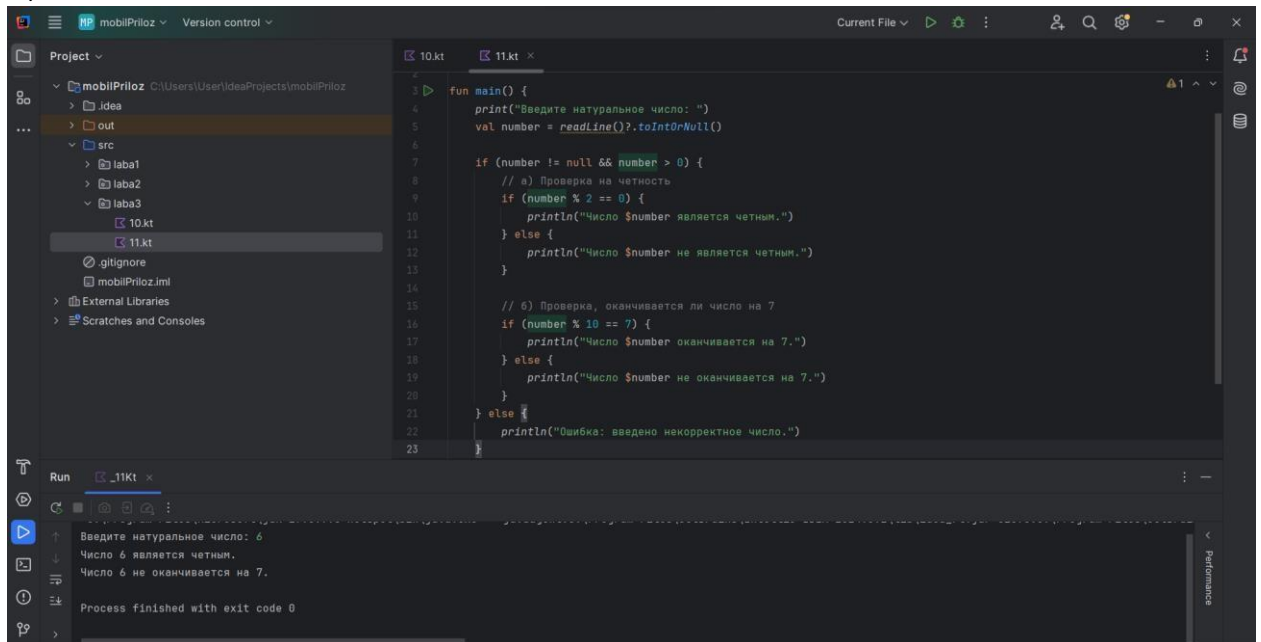 MP mobilPriloz Version control Current File
Project
mobilPriloz C:\Users\User\IdeaProjects\mobilPriloz
.idea
out
src
laba1
laba2
laba3
10.kt
11.kt
.gitignore
mobilPriloz.iml
External Libraries
Scratches and Consoles
10.kt 11.kt
1
2
3 fun main() {
4 print("Введите натуральное число: ")
5 val number = readLine()?.toIntOrNull()
6
7 if (number != null && number > 0) {
8 // а) Проверка на четность
9 if (number % 2 == 0) {
10 println("Число $number является четным.")
11 } else {
12 println("Число $number не является четным.")
13 }
14
15 // б) Проверка, оканчивается ли число на 7
16 if (number % 10 == 7) {
17 println("Число $number оканчивается на 7.")
18 } else {
19 println("Число $number не оканчивается на 7.")
20 }
21 } else {
22 println("Ошибка: введено некорректное число.")
23 }
Run _11Kt
Введите натуральное число: 6
Число 6 является четным.
Число 6 не оканчивается на 7.
Process finished with exit code 0
Performance